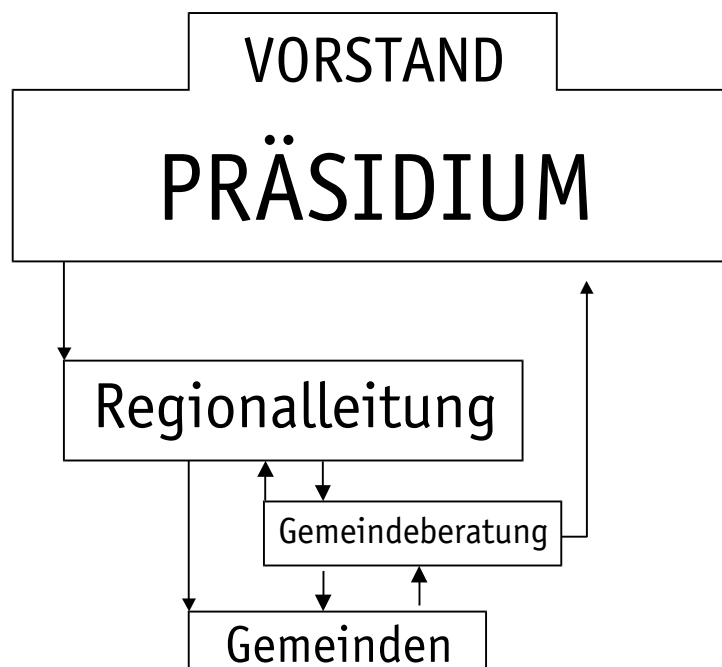 VORSTAND
PRÄSIDIUM
Regionalleitung
Gemeindeberatung
Gemeinden